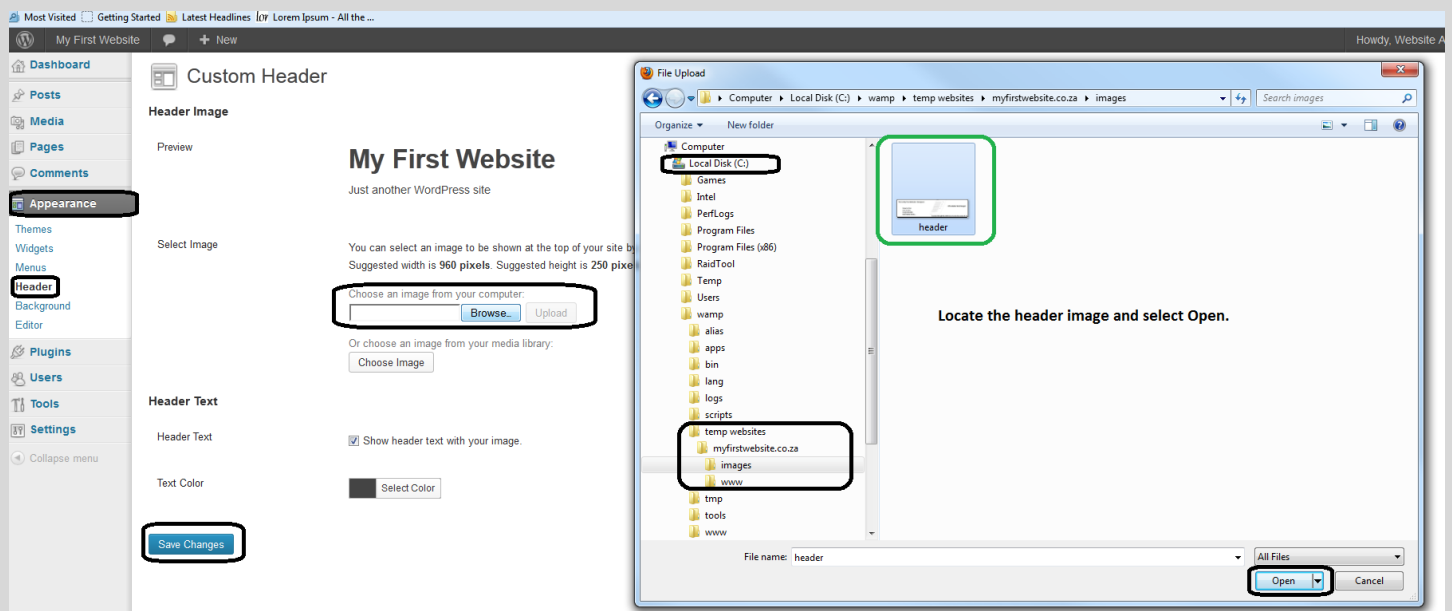 Most Visited Getting Started Latest Headlines Lorem Ipsum - All the ...
My First Website + New Howdy, Website A
Dashboard
Posts
Media
Pages
Comments
Appearance
Themes
Widgets
Menus
Header
Background
Editor
Plugins
Users
Tools
Settings
Collapse menu
Custom Header
Header Image
Preview
My First Website
Just another WordPress site
Select Image
You can select an image to be shown at the top of your site by
Suggested width is 960 pixels. Suggested height is 250 pixe
Choose an image from your computer:
Browse... Upload
Or choose an image from your media library:
Choose Image
Header Text
Header Text
Show header text with your image.
Text Color
Select Color
Save Changes
File Upload
Computer Local Disk (C:) wamp temp websites myfirstwebsite.co.za images
Search images
Organize New folder
Computer
Local Disk (C:)
Games
Intel
PerfLogs
Program Files
Program Files (x86)
RaidTool
Temp
Users
wamp
alias
apps
bin
lang
logs
scripts
temp websites
myfirstwebsite.co.za
images
www
tmp
tools
www
header
Locate the header image and select Open.
File name: header
All Files
Open Cancel